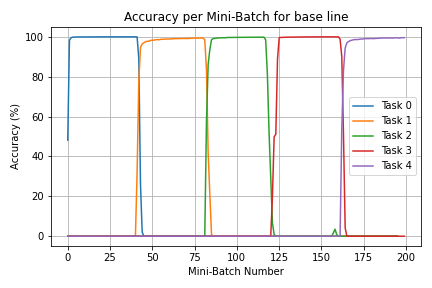 Accuracy per Mini-Batch for base line
Accuracy (%)
100
80
60
40
20
0
Task 0
Task 1
Task 2
Task 3
Task 4
0 25 50 75 100 125 150 175 200
Mini-Batch Number